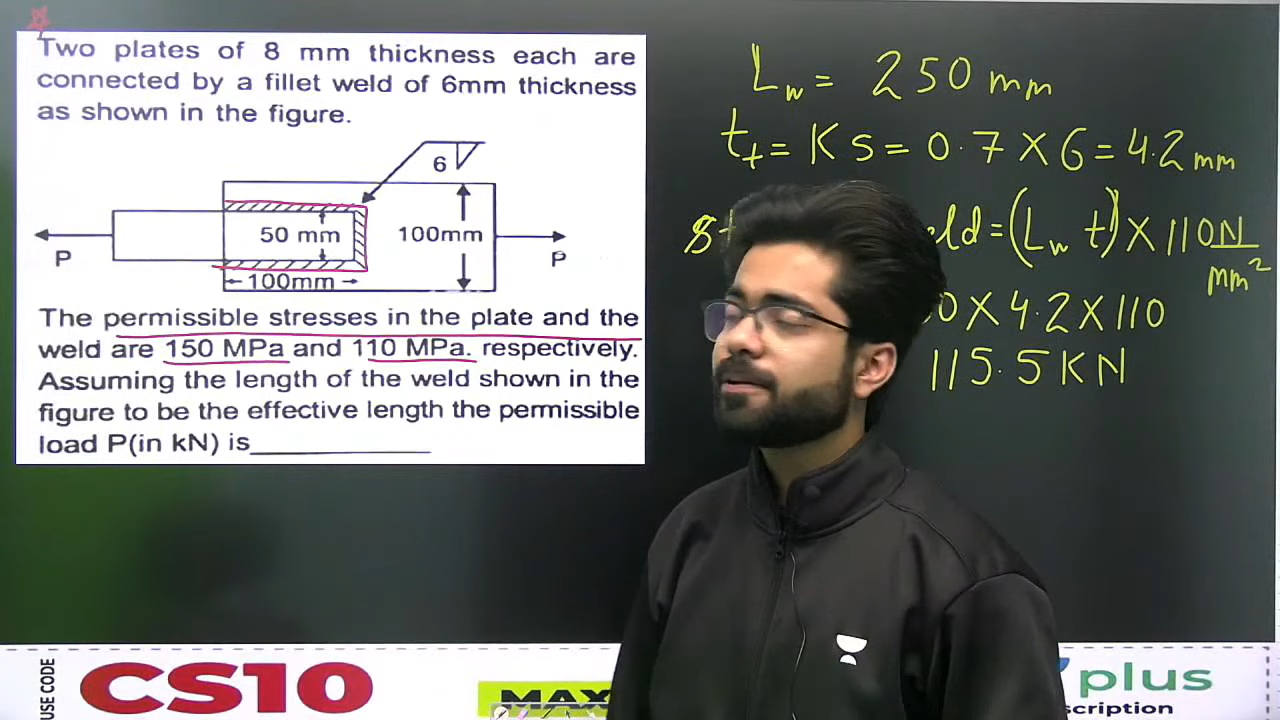 Two plates of 8 mm thickness each are
connected by a fillet weld of 6mm thickness
as shown in the figure.
6
50 mm
100mm
P
P
100mm
The permissible stresses in the plate and the
weld are 150 MPa and 110 MPa. respectively.
Assuming the length of the weld shown in the
figure to be the effective length the permissible
load P(in kN) is
Lw = 250 mm
tt = KS = 0.7 X 6 = 4.2 mm
= (Lw t) X 110 N/mm²
X 4.2 X 110
115.5 KN
USE CODE
CS10
MAX
plus